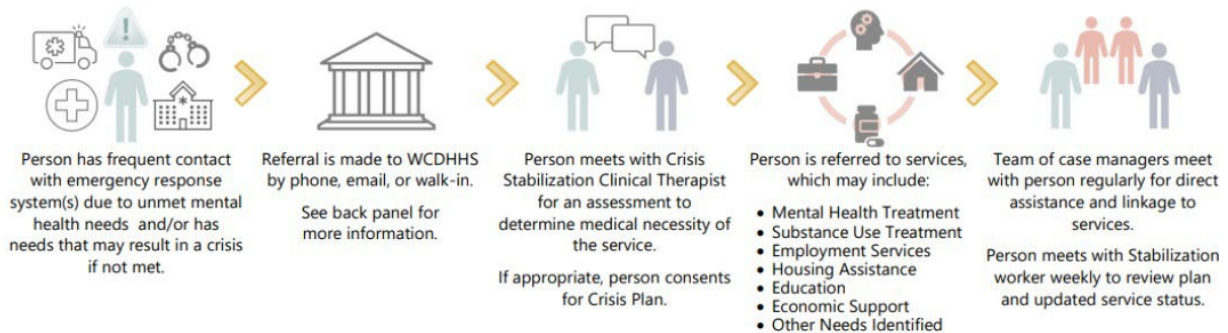 Person has frequent contact
with emergency response
system(s) due to unmet mental
health needs and/or has
needs that may result in a crisis
if not met.
Referral is made to WCDHHS
by phone, email, or walk-in.
See back panel for
more information.
Person meets with Crisis
Stabilization Clinical Therapist
for an assessment to
determine medical necessity
of the service.
If appropriate, person consents
for Crisis Plan.
Person is referred to services,
which may include:
• Mental Health Treatment
• Substance Use Treatment
• Employment Services
• Housing Assistance
• Education
• Economic Support
• Other Needs Identified
Team of case managers meet
with person regularly for direct
assistance and linkage to
services.
Person meets with Stabilization
worker weekly to review plan
and updated service status.